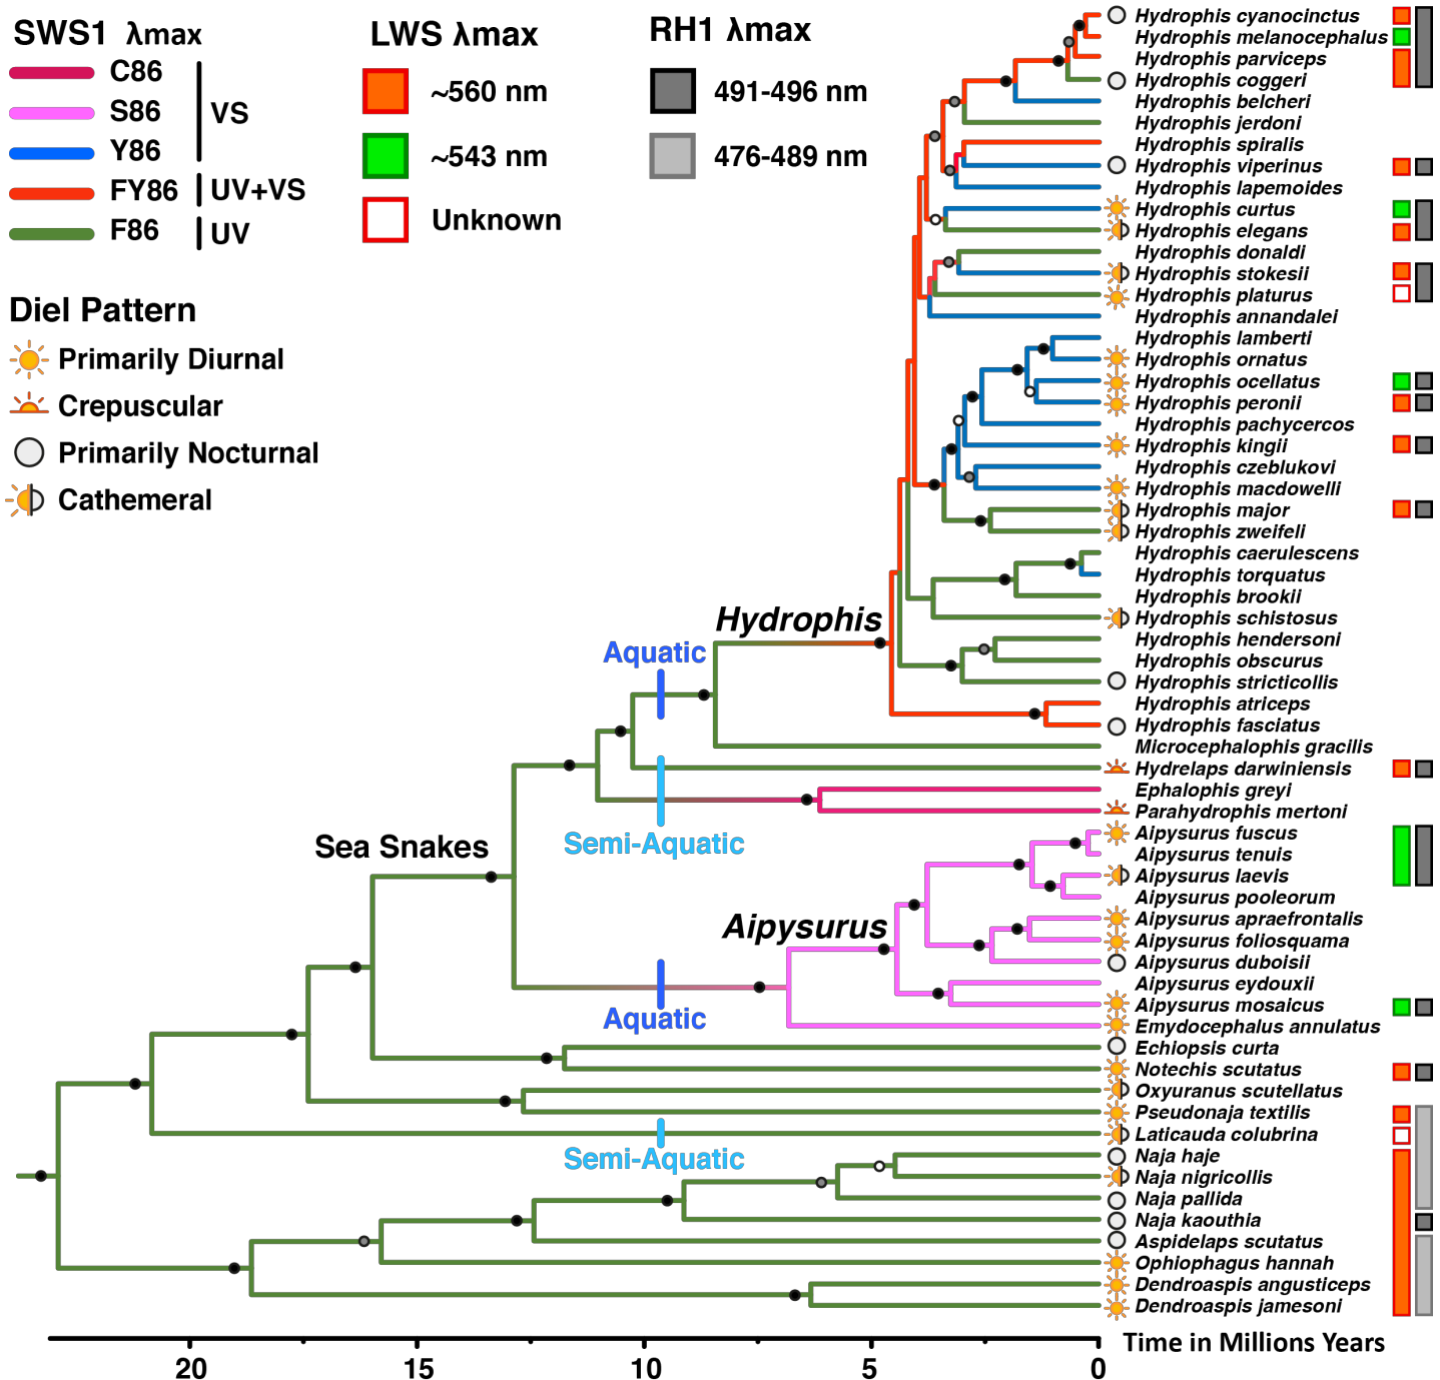 SWS1 λmax
C86
S86
Y86
FY86
F86
VS
UV+VS
UV
LWS λmax
~560 nm
~543 nm
Unknown
RH1 λmax
491-496 nm
476-489 nm
Diel Pattern
Primarily Diurnal
Crepuscular
Primarily Nocturnal
Cathemeral
Hydrophis
Aquatic
Semi-Aquatic
Sea Snakes
Aipysurus
Aquatic
Semi-Aquatic
Hydrophis cyanocinctus
Hydrophis melanocephalus
Hydrophis parviceps
Hydrophis coggeri
Hydrophis belcheri
Hydrophis jerdoni
Hydrophis spiralis
Hydrophis viperinus
Hydrophis lapemoides
Hydrophis curtus
Hydrophis elegans
Hydrophis donaldi
Hydrophis stokesii
Hydrophis platurus
Hydrophis annandalei
Hydrophis lamberti
Hydrophis ornatus
Hydrophis ocellatus
Hydrophis peronii
Hydrophis pachycercos
Hydrophis kingii
Hydrophis czeblukovi
Hydrophis macdowelli
Hydrophis major
Hydrophis zweifeli
Hydrophis caerulescens
Hydrophis torquatus
Hydrophis brookii
Hydrophis schistosus
Hydrophis hendersoni
Hydrophis obscurus
Hydrophis stricticollis
Hydrophis atriceps
Hydrophis fasciatus
Microcephalophis gracilis
Hydrelaps darwiniensis
Ephalophis greyi
Parahydrophis mertoni
Aipysurus fuscus
Aipysurus tenuis
Aipysurus laevis
Aipysurus pooleorum
Aipysurus apraefrontalis
Aipysurus foliosquama
Aipysurus duboisii
Aipysurus eydouxii
Aipysurus mosaicus
Emydocephalus annulatus
Echiopsis curta
Notechis scutatus
Oxyuranus scutellatus
Pseudonaja textilis
Laticauda colubrina
Naja haje
Naja nigricollis
Naja pallida
Naja kaouthia
Aspidelaps scutatus
Ophiophagus hannah
Dendroaspis angusticeps
Dendroaspis jamesoni
Time in Millions Years
20 15 10 5 0